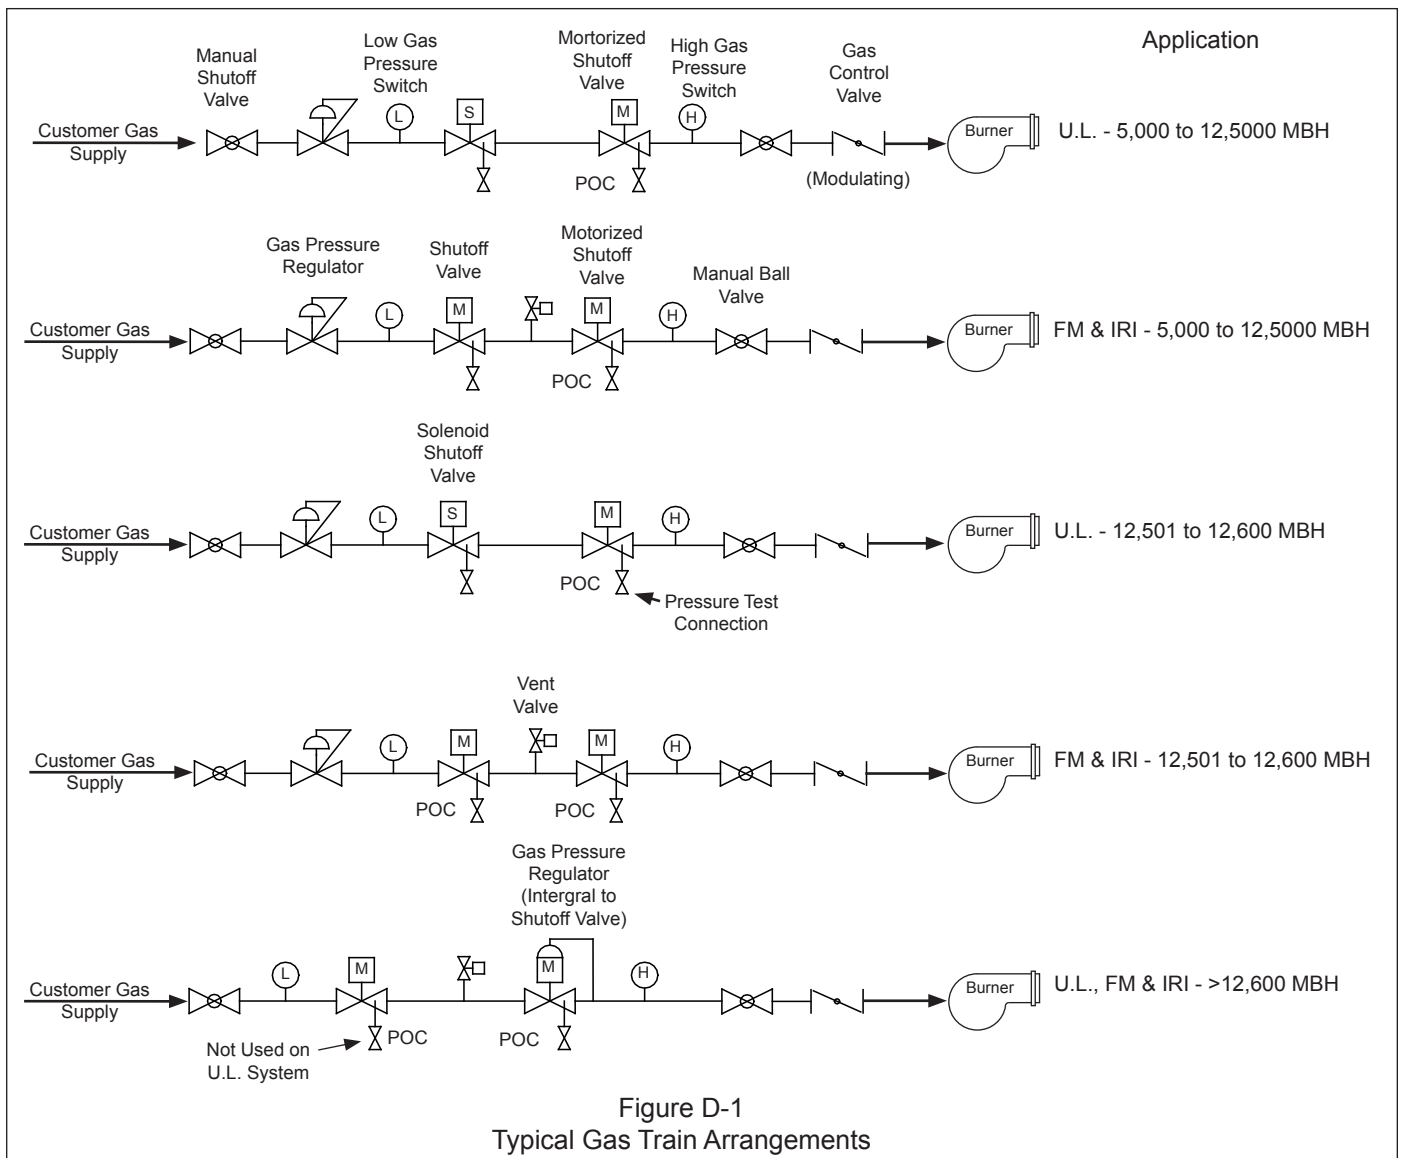 Application
Manual
Shutoff
Valve
Low Gas
Pressure
Switch
Mortorized
Shutoff
Valve
High Gas
Pressure
Switch
Gas
Control
Valve
Customer Gas
Supply
L
S
M
H
POC
(Modulating)
Burner
U.L. - 5,000 to 12,5000 MBH
Gas Pressure
Regulator
Shutoff
Valve
Motorized
Shutoff
Valve
Manual Ball
Valve
Customer Gas
Supply
L
M
M
H
POC
Burner
FM & IRI - 5,000 to 12,5000 MBH
Solenoid
Shutoff
Valve
Customer Gas
Supply
L
S
M
H
POC
Pressure Test
Connection
Burner
U.L. - 12,501 to 12,600 MBH
Vent
Valve
Customer Gas
Supply
L
M
M
H
POC
POC
Burner
FM & IRI - 12,501 to 12,600 MBH
Gas Pressure
Regulator
(Intergral to
Shutoff Valve)
Customer Gas
Supply
L
M
M
H
POC
POC
Not Used on
U.L. System
Burner
U.L., FM & IRI - >12,600 MBH
Figure D-1
Typical Gas Train Arrangements